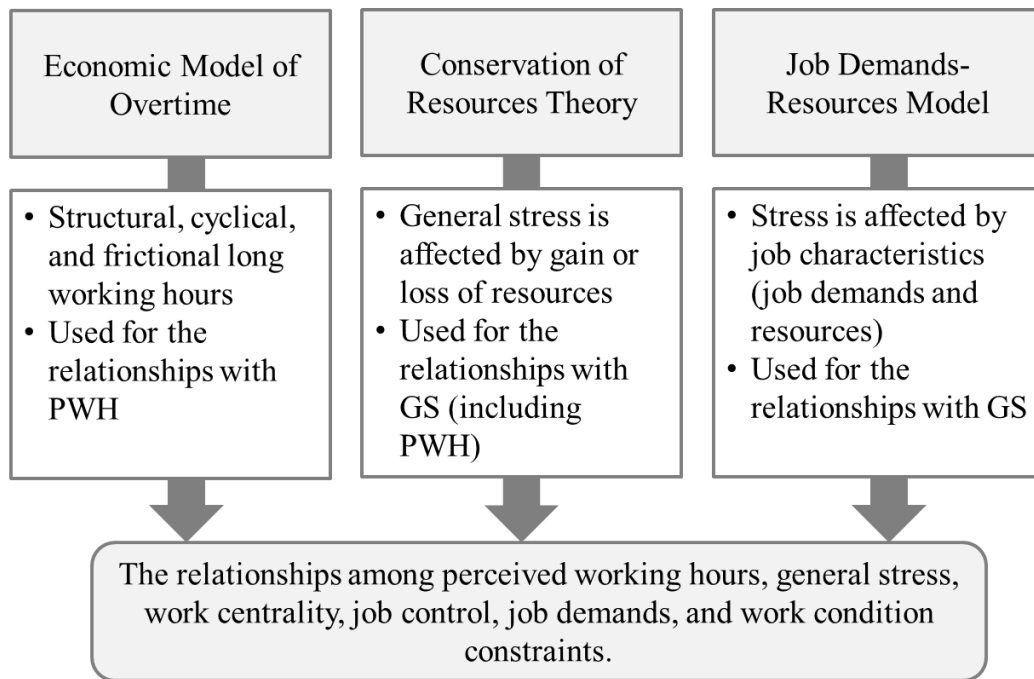 Economic Model of
Overtime
Conservation of
Resources Theory
Job Demands-
Resources Model
• Structural, cyclical,
and frictional long
working hours
• Used for the
relationships with
PWH
• General stress is
affected by gain or
loss of resources
• Used for the
relationships with
GS (including
PWH)
• Stress is affected by
job characteristics
(job demands and
resources)
• Used for the
relationships with GS
The relationships among perceived working hours, general stress,
work centrality, job control, job demands, and work condition
constraints.